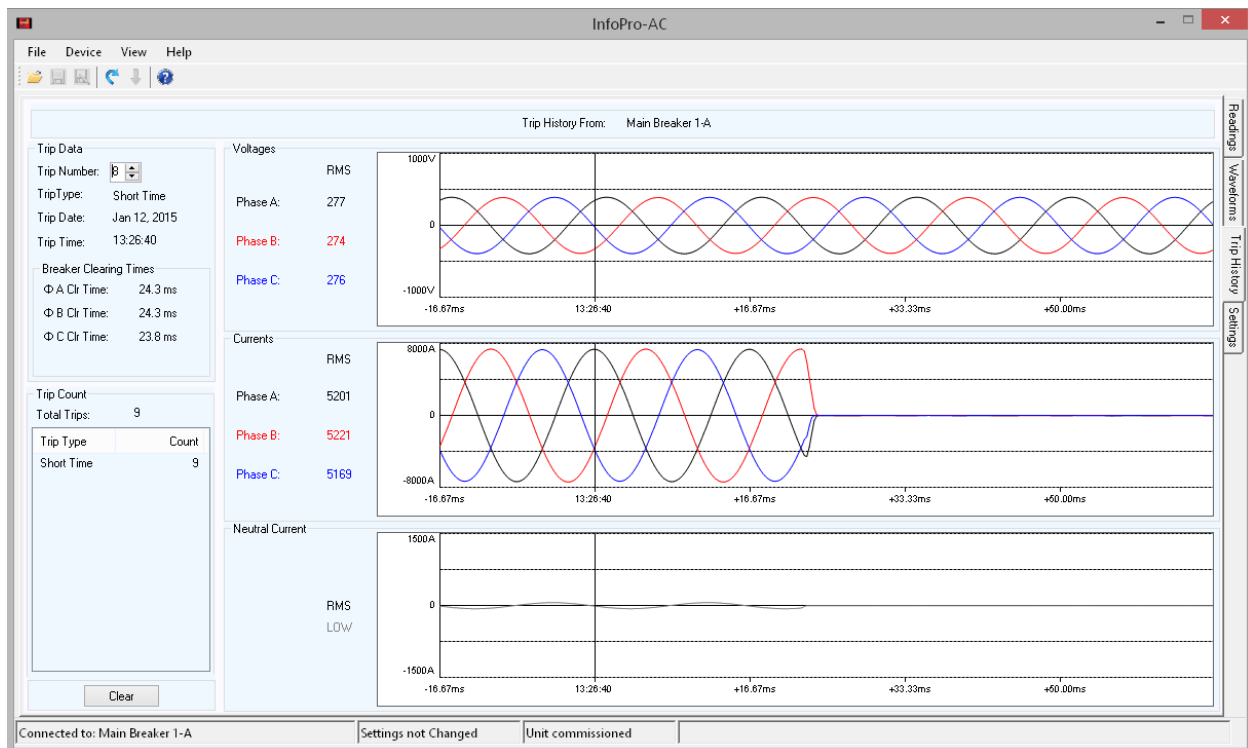 InfoPro-AC
File Device View Help
Trip History From: Main Breaker 1-A
Trip Data
Trip Number: 8
TripType: Short Time
Trip Date: Jan 12, 2015
Trip Time: 13:26:40
Breaker Clearing Times
Φ A Clr Time: 24.3 ms
Φ B Clr Time: 24.3 ms
Φ C Clr Time: 23.8 ms
Trip Count
Total Trips: 9
Trip Type Count
Short Time 9
Clear
Voltages
RMS
Phase A: 277
Phase B: 274
Phase C: 276
1000V
0
-1000V
-16.67ms 13:26:40 +16.67ms +33.33ms +50.00ms
Currents
RMS
Phase A: 5201
Phase B: 5221
Phase C: 5169
8000A
0
-8000A
-16.67ms 13:26:40 +16.67ms +33.33ms +50.00ms
Neutral Current
RMS
LOW
1500A
0
-1500A
-16.67ms 13:26:40 +16.67ms +33.33ms +50.00ms
Readings
Waveforms
Trip History
Settings
Connected to: Main Breaker 1-A Settings not Changed Unit commissioned